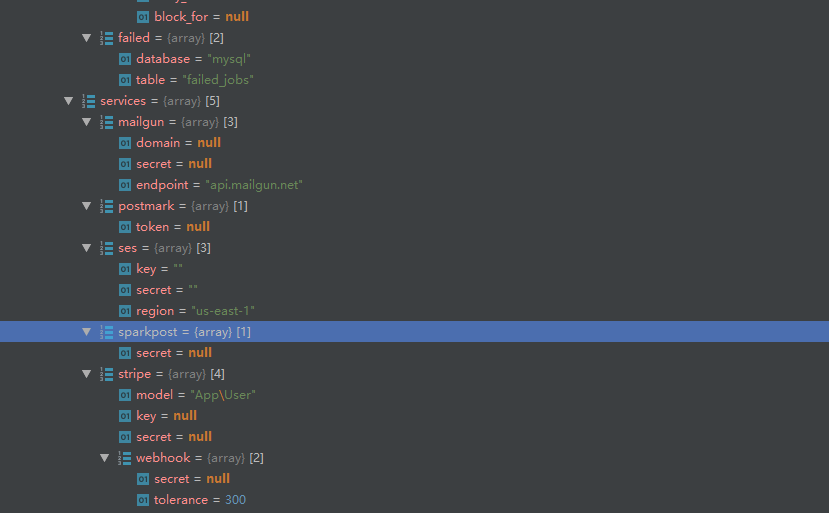 block_for = null
failed = {array} [2]
database = "mysql"
table = "failed_jobs"
services = {array} [5]
mailgun = {array} [3]
domain = null
secret = null
endpoint = "api.mailgun.net"
postmark = {array} [1]
token = null
ses = {array} [3]
key = ""
secret = ""
region = "us-east-1"
sparkpost = {array} [1]
secret = null
stripe = {array} [4]
model = "App\User"
key = null
secret = null
webhook = {array} [2]
secret = null
tolerance = 300